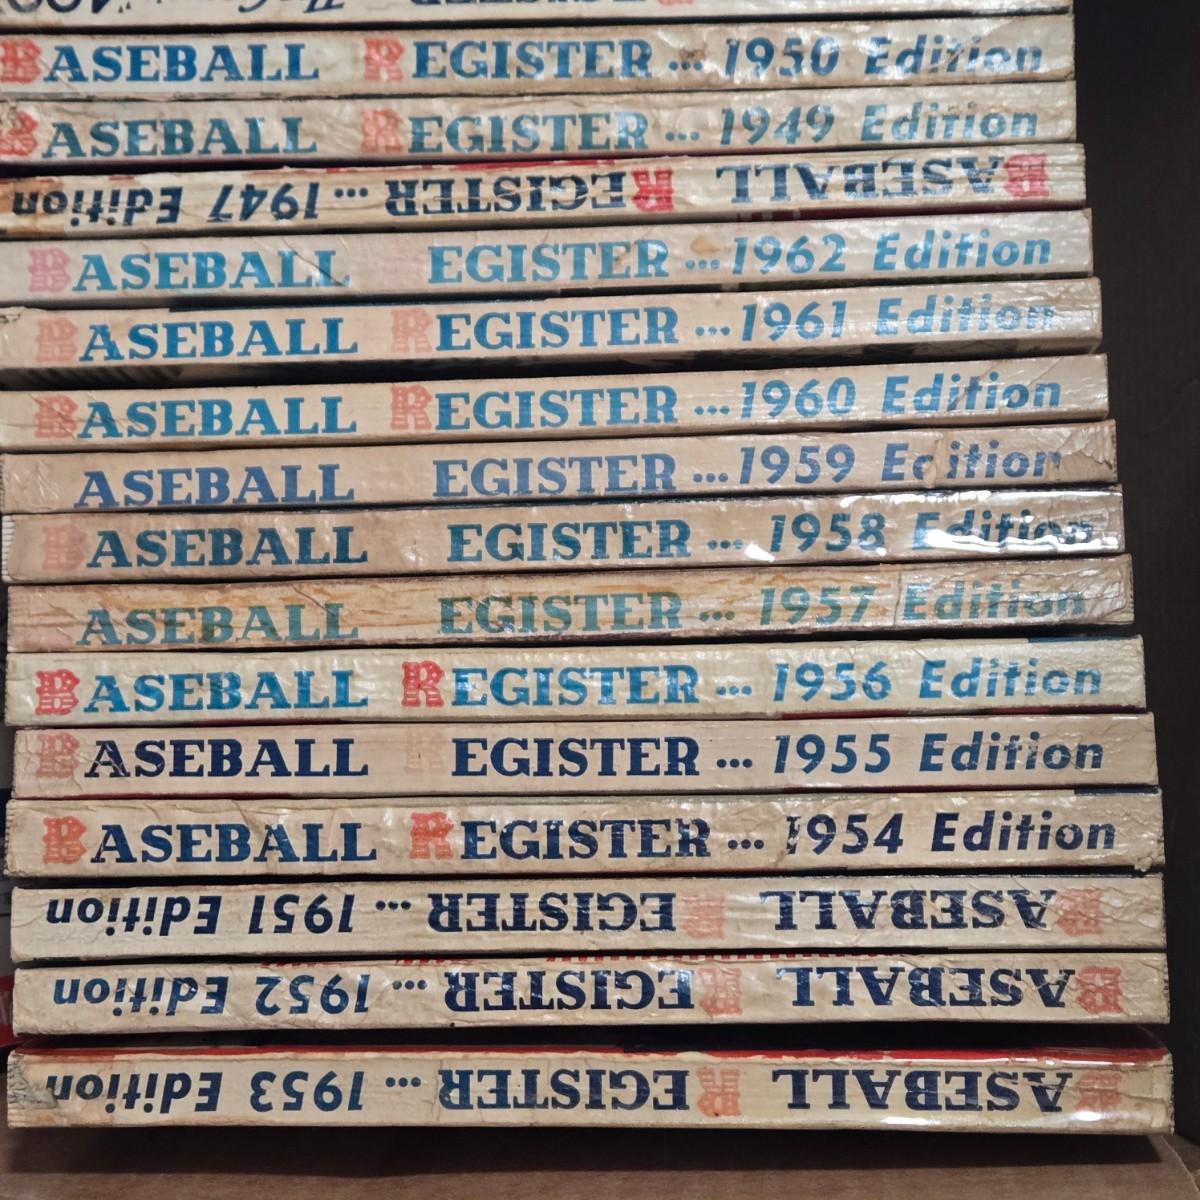 BASEBALL REGISTER ... 1950 Edition
BASEBALL REGISTER ... 1949 Edition
BASEBALL REGISTER ... 1947 Edition
BASEBALL EGISTER ... 1962 Edition
BASEBALL REGISTER ... 1961 Edition
BASEBALL REGISTER ... 1960 Edition
ASEBALL EGISTER ... 1959 Edition
BASEBALL EGISTER ... 1958 Edition
ASEBALL EGISTER ... 1957 Edition
BASEBALL REGISTER ... 1956 Edition
BASEBALL REGISTER ... 1955 Edition
BASEBALL REGISTER ... 1954 Edition
BASEBALL REGISTER ... 1951 Edition
BASEBALL REGISTER ... 1952 Edition
BASEBALL REGISTER ... 1953 Edition